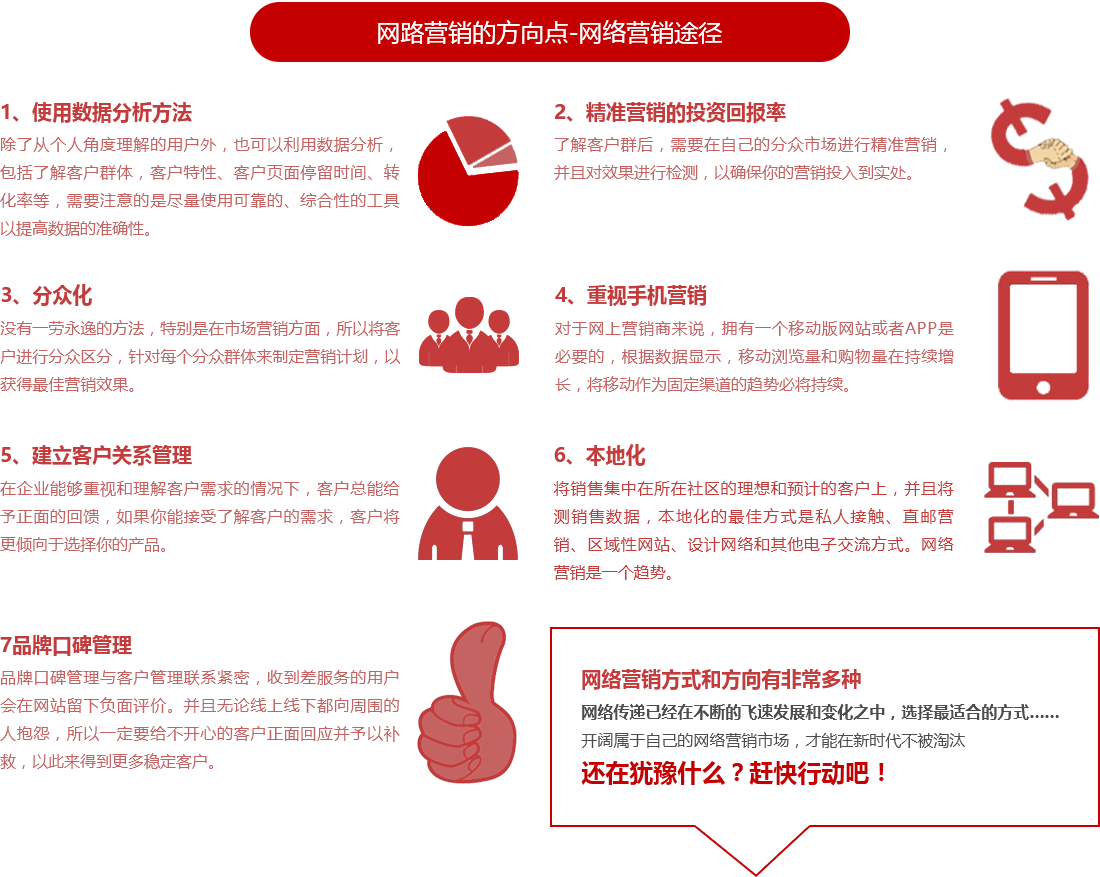 网路营销的方向点-网络营销途径
1、使用数据分析方法
除了从个人角度理解的用户外，也可以利用数据分析，
包括了解客户群体，客户特性、客户页面停留时间、转
化率等，需要注意的是尽量使用可靠的、综合性的工具
以提高数据的准确性。
2、精准营销的投资回报率
了解客户群后，需要在自己的分众市场进行精准营销，
并且对效果进行检测，以确保你的营销投入到实处。
3、分众化
没有一劳永逸的方法，特别是在市场营销方面，所以将客
户进行分众区分，针对每个分众群体来制定营销计划，以
获得最佳营销效果。
4、重视手机营销
对于网上营销商来说，拥有一个移动版网站或者APP是
必要的，根据数据显示，移动浏览量和购物量在持续增
长，将移动作为固定渠道的趋势必将持续。
5、建立客户关系管理
在企业能够重视和理解客户需求的情况下，客户总能给
予正面的回馈，如果你能接受了解客户的需求，客户将
更倾向于选择你的产品。
6、本地化
将销售集中在所在社区的理想和预计的客户上，并且将
测销售数据，本地化的最佳方式是私人接触、直邮营
销、区域性网站、设计网络和其他电子交流方式。网络
营销是一个趋势。
7品牌口碑管理
品牌口碑管理与客户管理联系紧密，收到差服务的用户
会在网站留下负面评价。并且无论线上线下都向周围的
人抱怨，所以一定要给不开心的客户正面回应并予以补
救，以此来得到更多稳定客户。
网络营销方式和方向有非常多种
网络传递已经在不断的飞速发展和变化之中，选择最适合的方式......
开阔属于自己的网络营销市场，才能在新时代不被淘汰
还在犹豫什么？赶快行动吧！